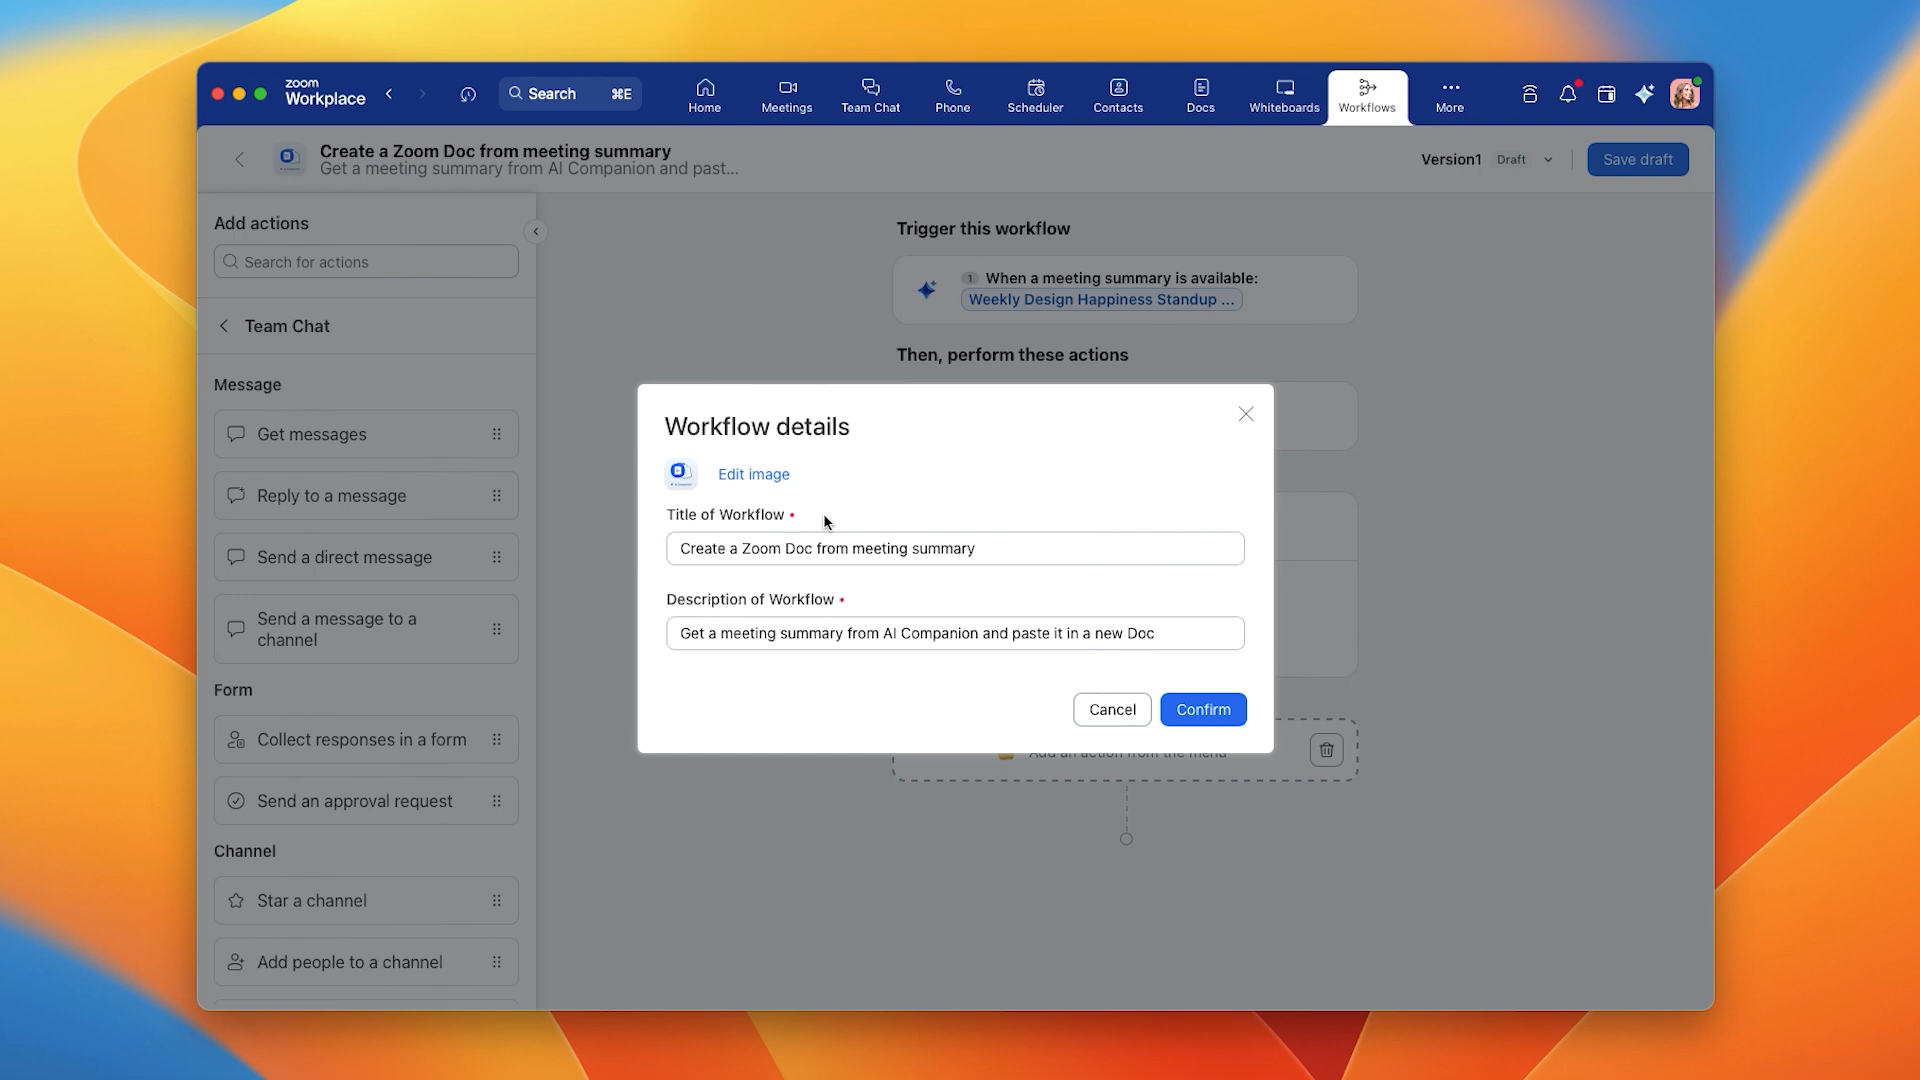 zoom
Workplace
Search
⌘E
Home
Meetings
Team Chat
Phone
Scheduler
Contacts
Docs
Whiteboards
Workflows
More
Create a Zoom Doc from meeting summary
Get a meeting summary from AI Companion and past...
Version1
Draft
Save draft
Add actions
Search for actions
Team Chat
Message
Get messages
Reply to a message
Send a direct message
Send a message to a
channel
Form
Collect responses in a form
Send an approval request
Channel
Star a channel
Add people to a channel
Trigger this workflow
1 When a meeting summary is available:
Weekly Design Happiness Standup ...
Then, perform these actions
Workflow details
Edit image
Title of Workflow
Create a Zoom Doc from meeting summary
Description of Workflow
Get a meeting summary from AI Companion and paste it in a new Doc
Cancel
Confirm
Add an action from the menu